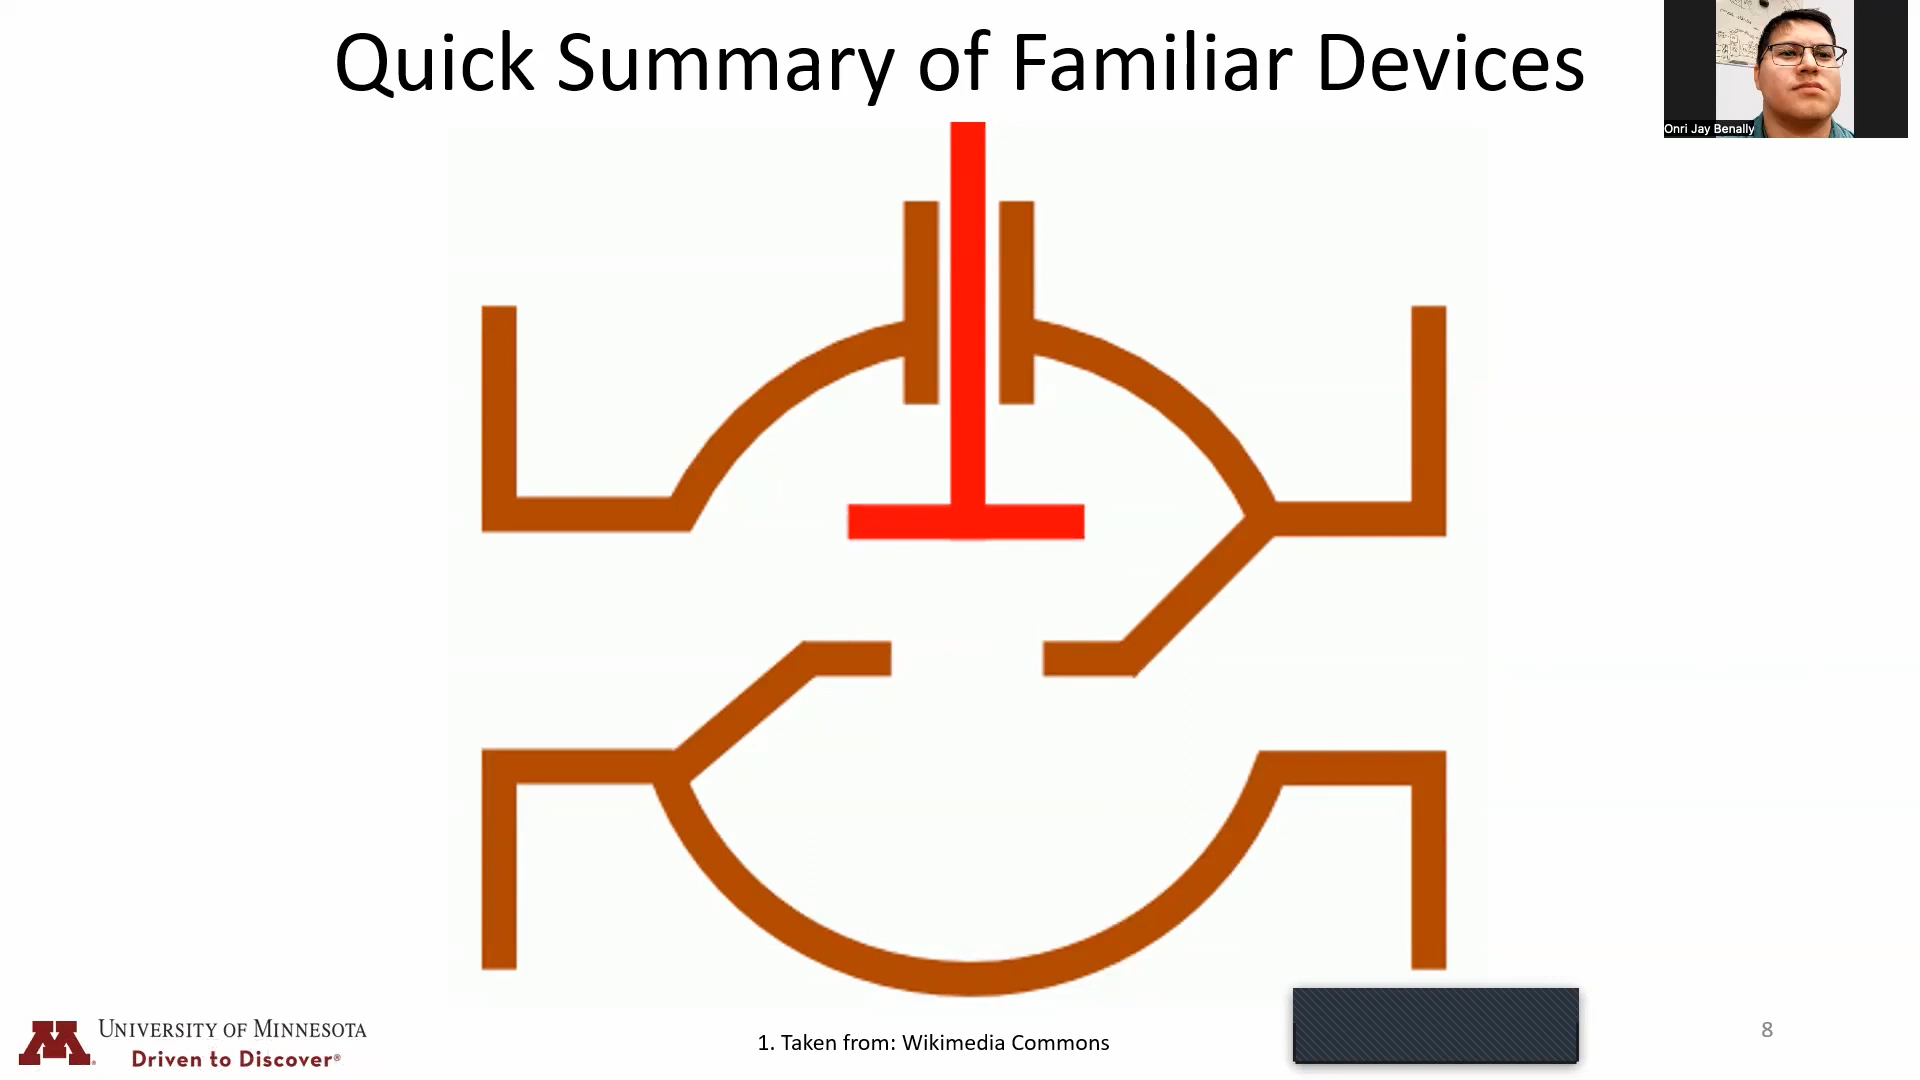 Quick Summary of Familiar Devices
Onri Jay Benally
UNIVERSITY OF MINNESOTA
Driven to Discover®
1. Taken from: Wikimedia Commons
8